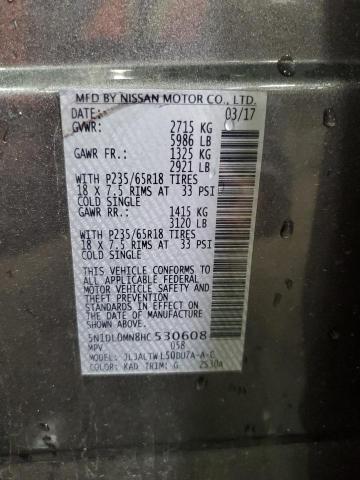 MFD BY NISSAN MOTOR CO., LTD.
DATE: 03/17
GVWR: 2715 KG
5986 LB
GAWR FR.: 1325 KG
2921 LB
WITH P235/65R18 TIRES
18 X 7.5 RIMS AT 33 PSI
COLD SINGLE
GAWR RR.: 1415 KG
3120 LB
WITH P235/65R18 TIRES
18 X 7.5 RIMS AT 33 PSI
COLD SINGLE
THIS VEHICLE CONFORMS TO
ALL APPLICABLE FEDERAL
MOTOR VEHICLE SAFETY
STANDARDS IN EFFECT ON
THE DATE OF MANUFACTURE
SHOWN ABOVE.
5N1DL0MN8HC530608
MPV 058
MODEL: JLJALTWL50DU7A-A-C
COLOR: KAD TRIM: G